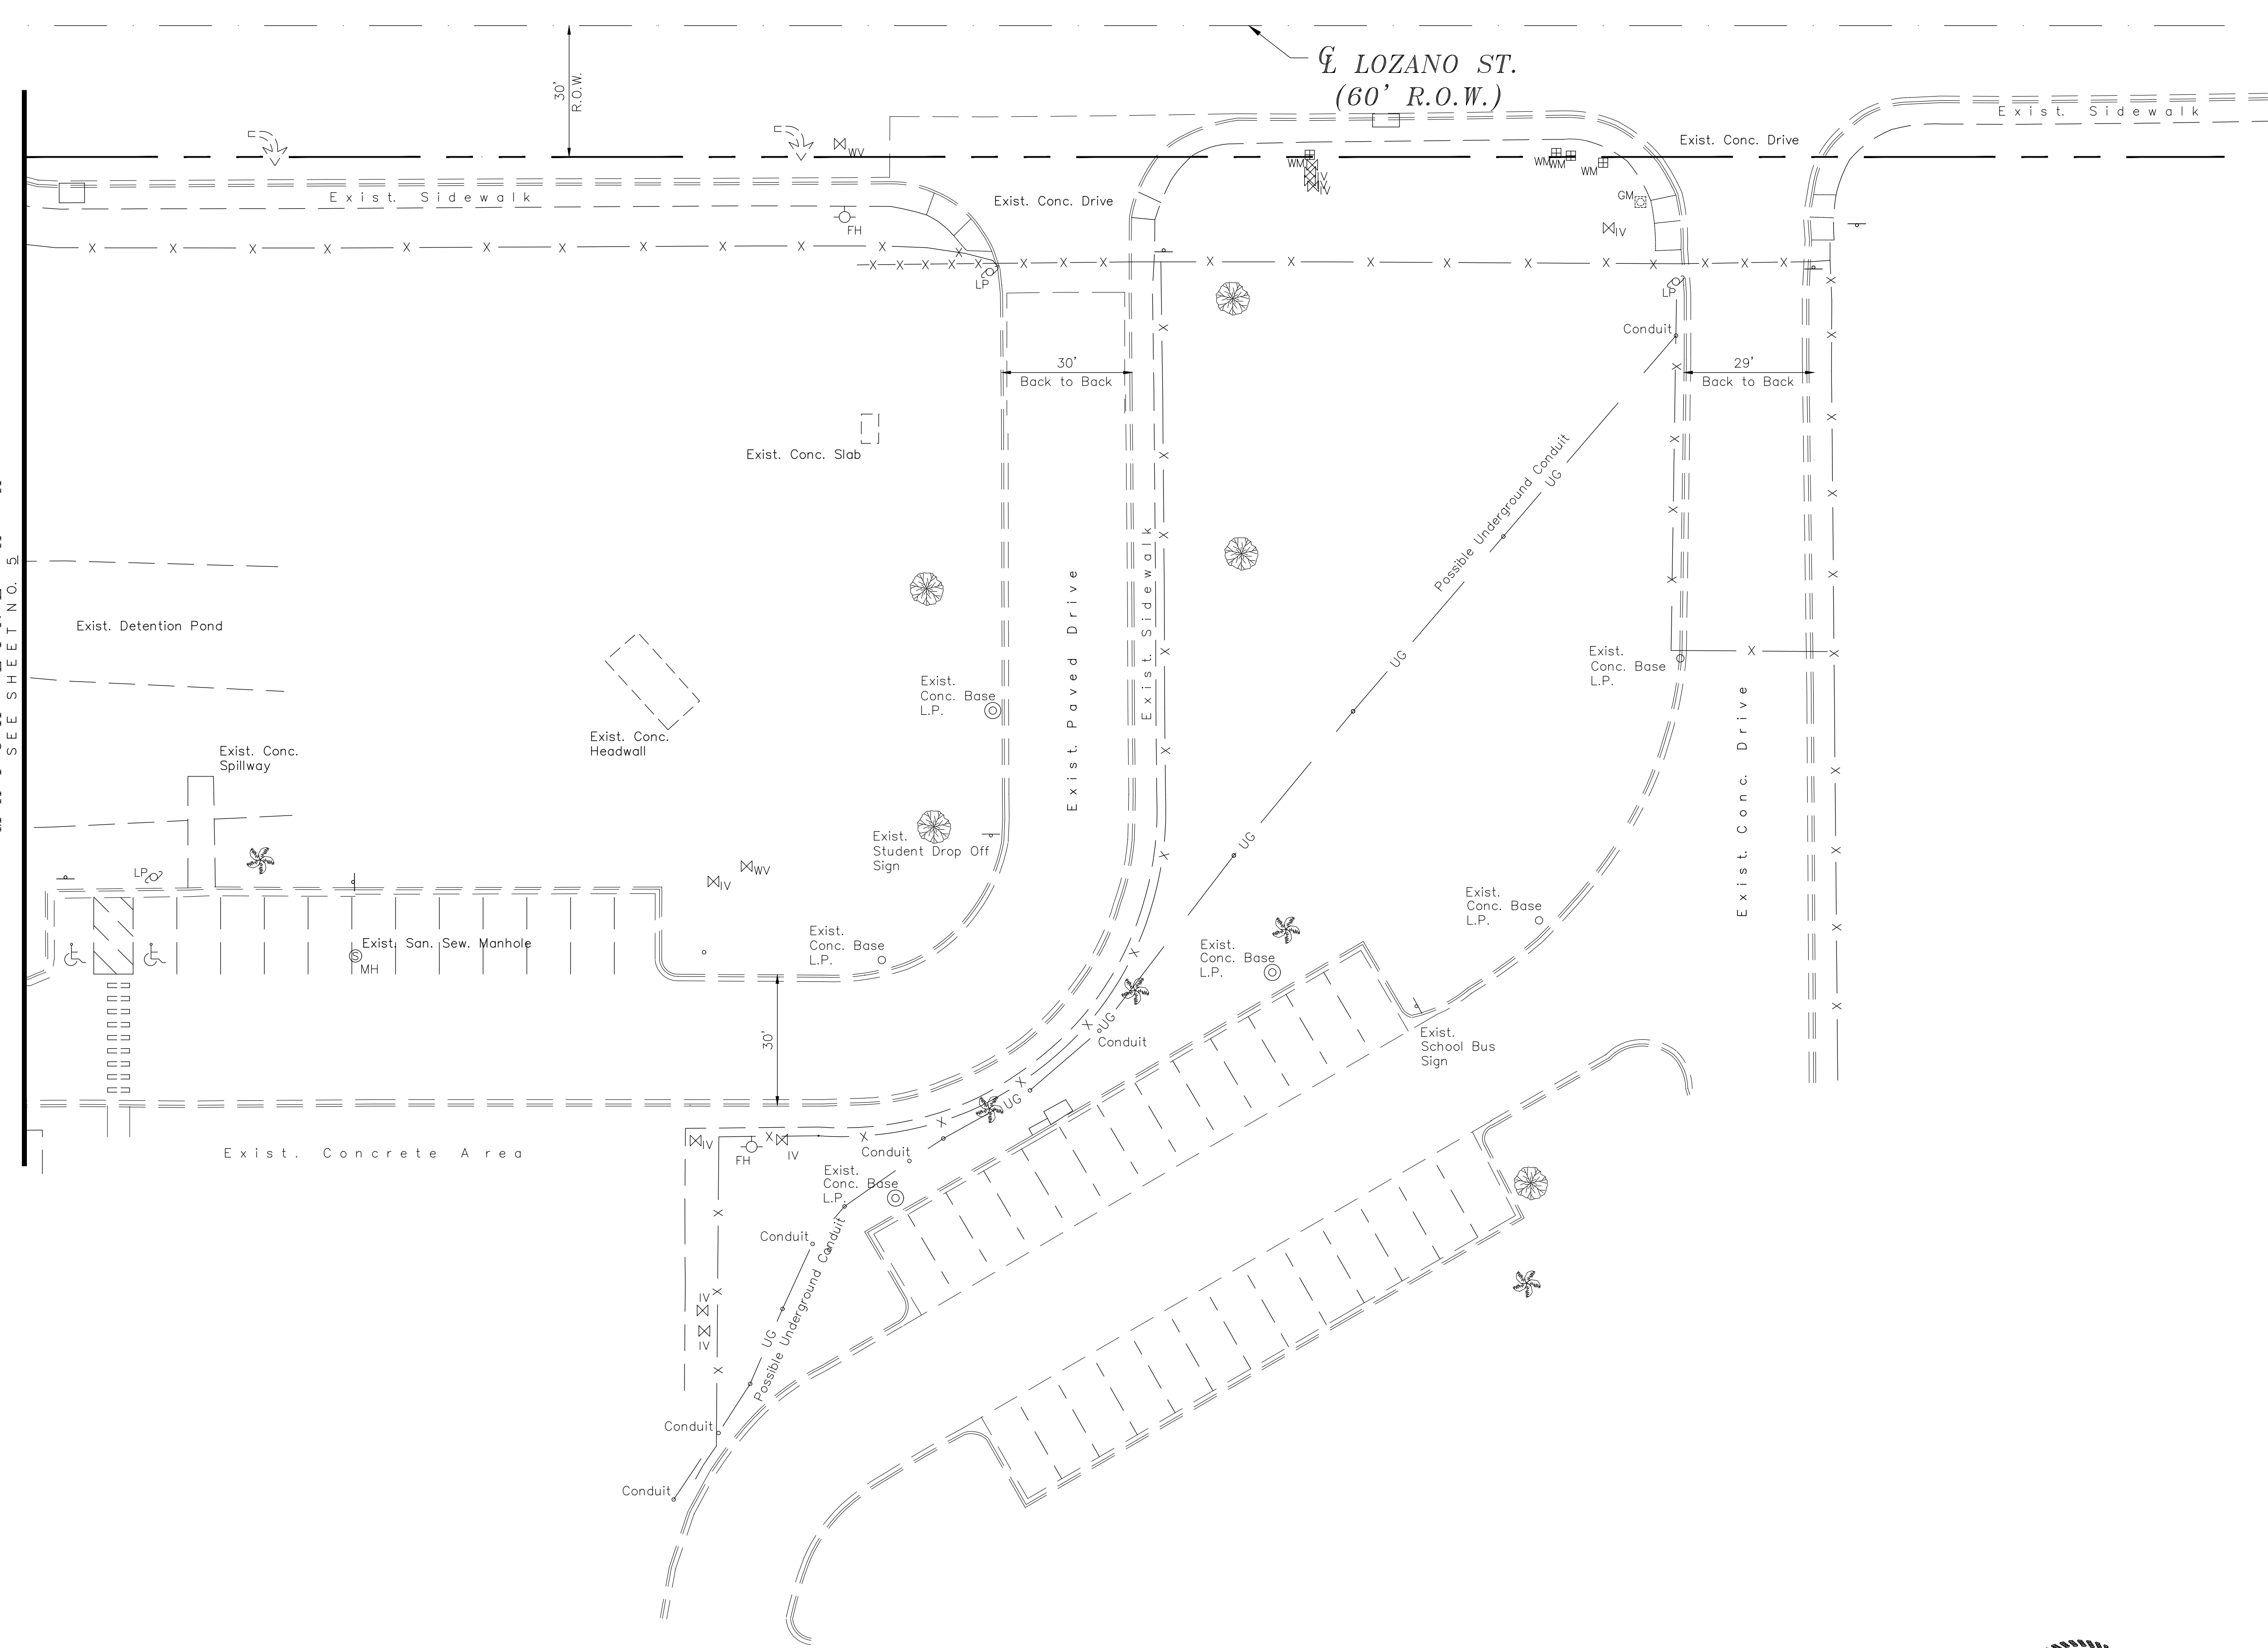 ℄ LOZANO ST.
(60' R.O.W.)
30'
R.O.W.
Exist. Sidewalk
Exist. Conc. Drive
WV
WM
IV
IV
WM
WM
WM
Exist. Sidewalk
Exist. Conc. Drive
GM
FH
IV
LP
LP
Conduit
30'
Back to Back
29'
Back to Back
Exist. Conc. Slab
Possible Underground Conduit
UG
SEE SHEET NO. 5
Exist. Detention Pond
Exist. Paved Drive
Exist. Sidewalk
UG
Exist.
Conc. Base
L.P.
Exist.
Conc. Base
L.P.
Exist. Conc. Drive
Exist. Conc.
Headwall
Exist. Conc.
Spillway
Exist.
Student Drop Off
Sign
UG
LP
IV
WV
Exist. San. Sew. Manhole
S
MH
Exist.
Conc. Base
L.P.
Exist.
Conc. Base
L.P.
Exist.
Conc. Base
L.P.
30'
UG
Conduit
Exist.
School Bus
Sign
UG
Exist. Concrete Area
IV
FH
IV
Conduit
Exist.
Conc. Base
L.P.
Conduit
Possible Underground Conduit
UG
IV
IV
Conduit
Conduit